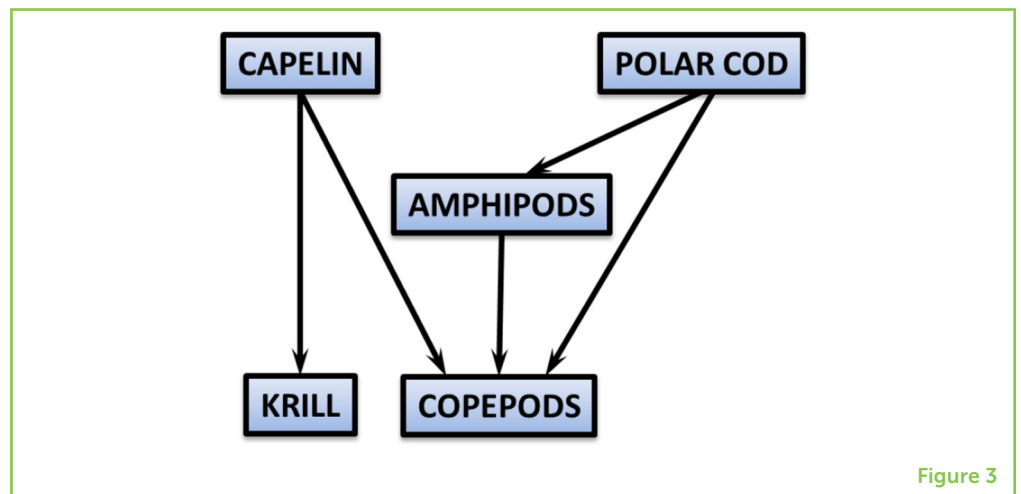 CAPELIN
POLAR COD
AMPHIPODS
KRILL
COPEPODS
Figure 3